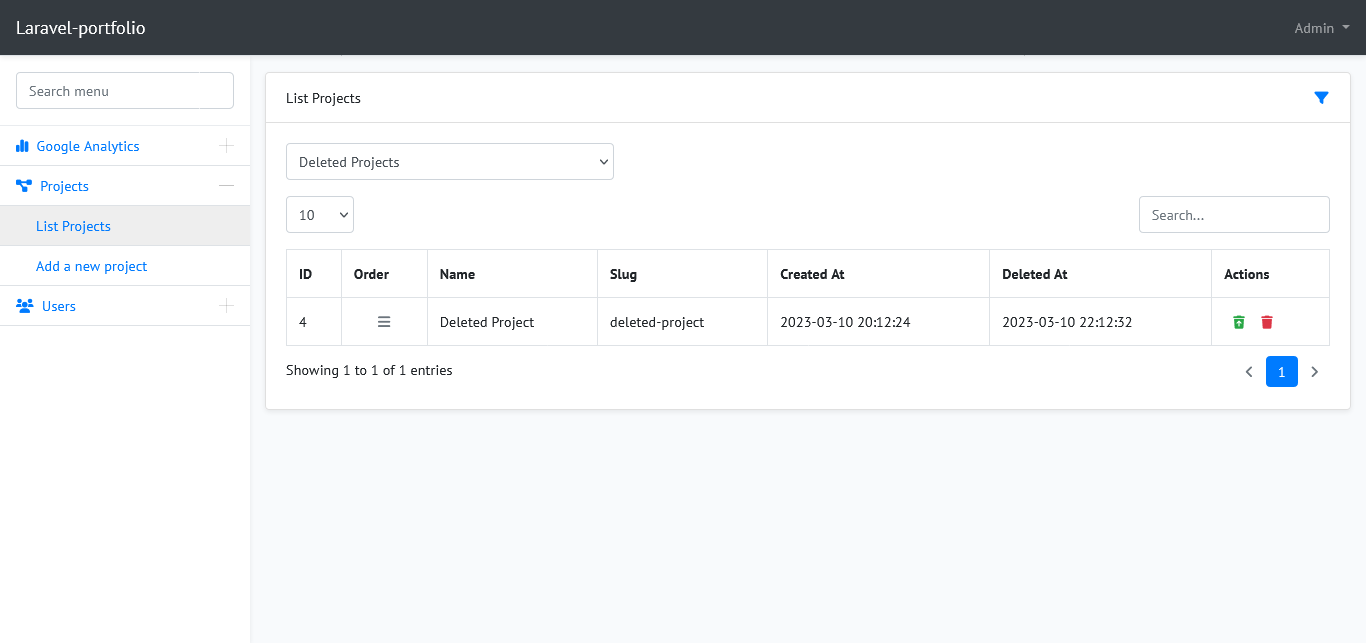 Laravel-portfolio
Admin
Search menu
Google Analytics
Projects
List Projects
Add a new project
Users
List Projects
Deleted Projects
10
Search...
ID Order Name Slug Created At Deleted At Actions
4 Deleted Project deleted-project 2023-03-10 20:12:24 2023-03-10 22:12:32
Showing 1 to 1 of 1 entries
1